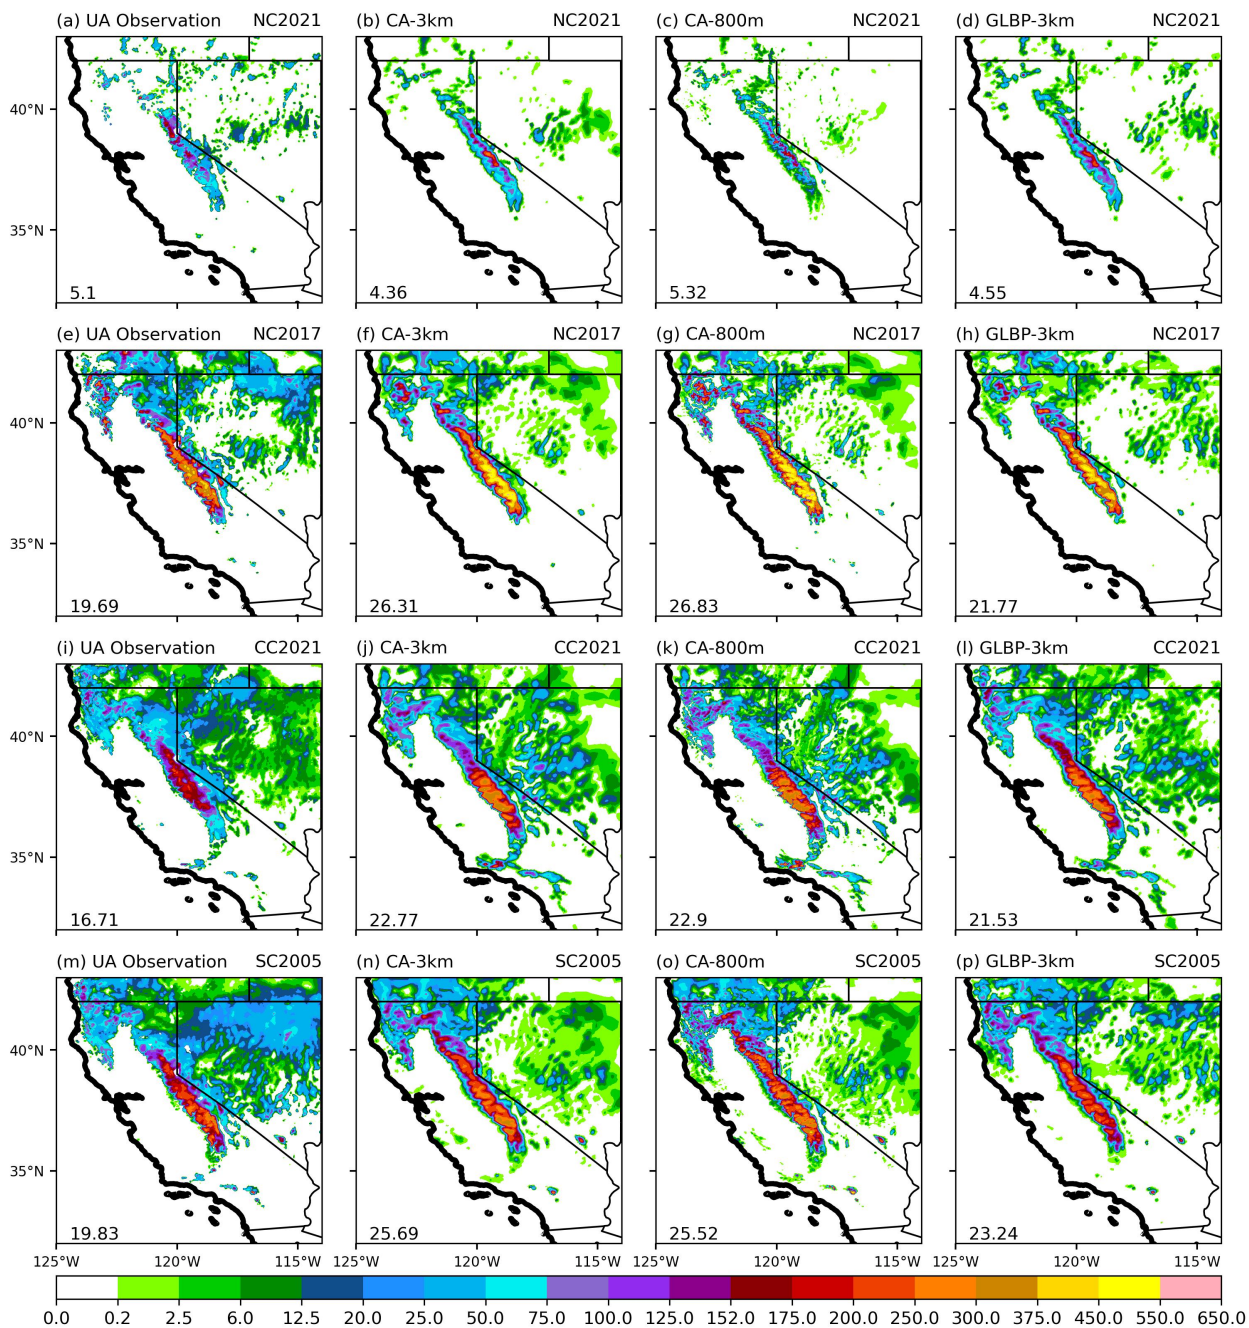 (a) UA Observation NC2021 (b) CA-3km NC2021 (c) CA-800m NC2021 (d) GLBP-3km NC2021
40°N
35°N
5.1 4.36 5.32 4.55
(e) UA Observation NC2017 (f) CA-3km NC2017 (g) CA-800m NC2017 (h) GLBP-3km NC2017
40°N
35°N
19.69 26.31 26.83 21.77
(i) UA Observation CC2021 (j) CA-3km CC2021 (k) CA-800m CC2021 (l) GLBP-3km CC2021
40°N
35°N
16.71 22.77 22.9 21.53
(m) UA Observation SC2005 (n) CA-3km SC2005 (o) CA-800m SC2005 (p) GLBP-3km SC2005
40°N
35°N
19.83 25.69 25.52 23.24
125°W 120°W 115°W 125°W 120°W 115°W 125°W 120°W 115°W 125°W 120°W 115°W
0.0 0.2 2.5 6.0 12.5 20.0 25.0 50.0 75.0 100.0 125.0 152.0 175.0 200.0 250.0 300.0 375.0 450.0 550.0 650.0